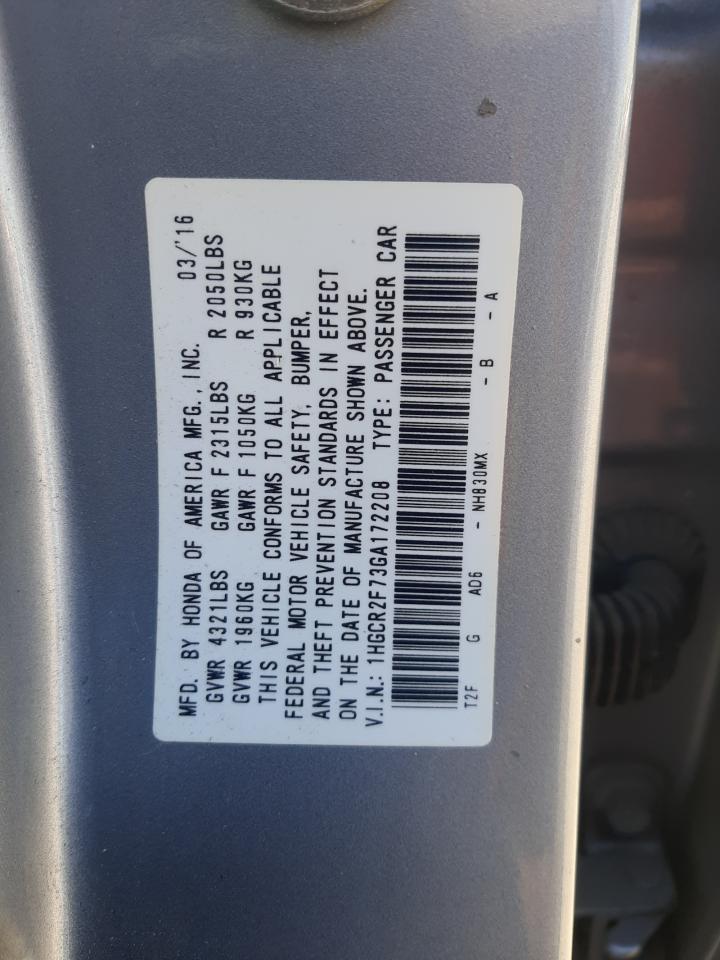 MFD. BY HONDA OF AMERICA MFG., INC. 03/'16
GVWR 4321LBS GAWR F 2315LBS R 2050LBS
GVWR 1960KG GAWR F 1050KG R 930KG
THIS VEHICLE CONFORMS TO ALL APPLICABLE
FEDERAL MOTOR VEHICLE SAFETY, BUMPER,
AND THEFT PREVENTION STANDARDS IN EFFECT
ON THE DATE OF MANUFACTURE SHOWN ABOVE.
V.I.N.: 1HGCR2F73GA172208 TYPE: PASSENGER CAR
T2F G AD6 - NH830MX - B - A